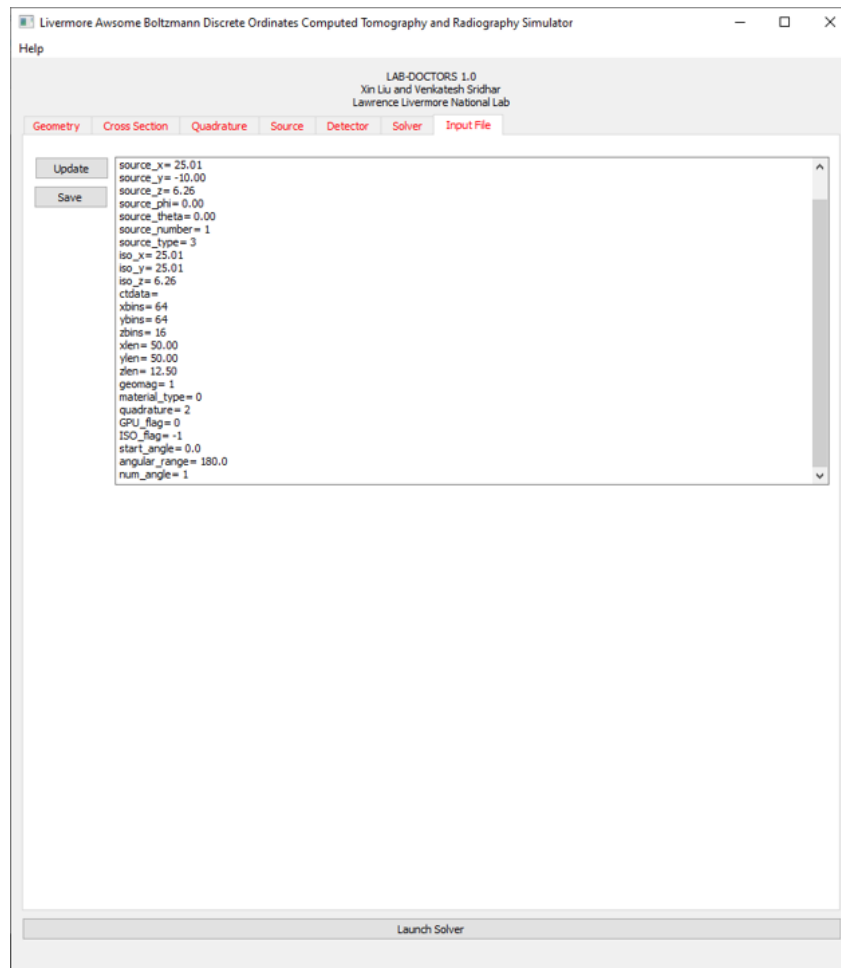 Livermore Awsome Boltzmann Discrete Ordinates Computed Tomography and Radiography Simulator
Help
LAB-DOCTORS 1.0
Xin Liu and Venkatesh Sridhar
Lawrence Livermore National Lab
Geometry Cross Section Quadrature Source Detector Solver Input File
Update
Save
source_x= 25.01
source_y= -10.00
source_z= 6.26
source_phi= 0.00
source_theta= 0.00
source_number= 1
source_type= 3
iso_x= 25.01
iso_y= 25.01
iso_z= 6.26
ctdata=
xbins= 64
ybins= 64
zbins= 16
xlen= 50.00
ylen= 50.00
zlen= 12.50
geomag= 1
material_type= 0
quadrature= 2
GPU_flag= 0
ISO_flag= -1
start_angle= 0.0
angular_range= 180.0
num_angle= 1
Launch Solver